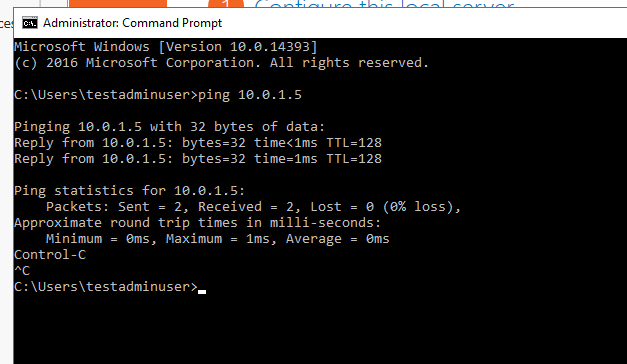 ces
1 Configure this local server
Administrator: Command Prompt
Microsoft Windows [Version 10.0.14393]
(c) 2016 Microsoft Corporation. All rights reserved.
C:\Users\testadminuser>ping 10.0.1.5
Pinging 10.0.1.5 with 32 bytes of data:
Reply from 10.0.1.5: bytes=32 time<1ms TTL=128
Reply from 10.0.1.5: bytes=32 time=1ms TTL=128
Ping statistics for 10.0.1.5:
    Packets: Sent = 2, Received = 2, Lost = 0 (0% loss),
Approximate round trip times in milli-seconds:
    Minimum = 0ms, Maximum = 1ms, Average = 0ms
Control-C
^C
C:\Users\testadminuser>